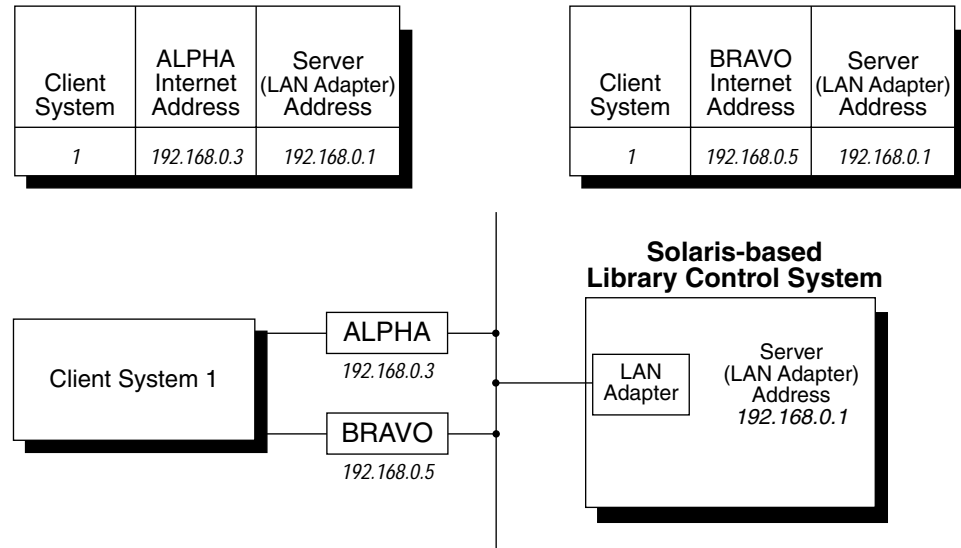 Client
System
ALPHA
Internet
Address
Server
(LAN Adapter)
Address
1
192.168.0.3
192.168.0.1
Client
System
BRAVO
Internet
Address
Server
(LAN Adapter)
Address
1
192.168.0.5
192.168.0.1
Solaris-based
Library Control System
Client System 1
ALPHA
192.168.0.3
BRAVO
192.168.0.5
LAN
Adapter
Server
(LAN Adapter)
Address
192.168.0.1